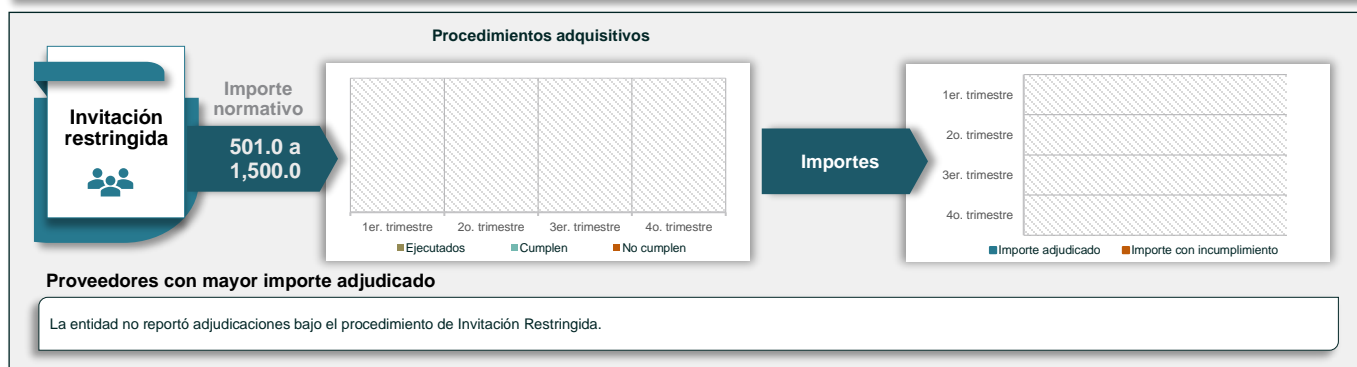 Procedimientos adquisitivos
Invitación
restringida
Importe
normativo
501.0 a
1,500.0
1er. trimestre
2o. trimestre
3er. trimestre
4o. trimestre
Ejecutados
Cumplen
No cumplen
Importes
1er. trimestre
2o. trimestre
3er. trimestre
4o. trimestre
Importe adjudicado
Importe con incumplimiento
Proveedores con mayor importe adjudicado
La entidad no reportó adjudicaciones bajo el procedimiento de Invitación Restringida.